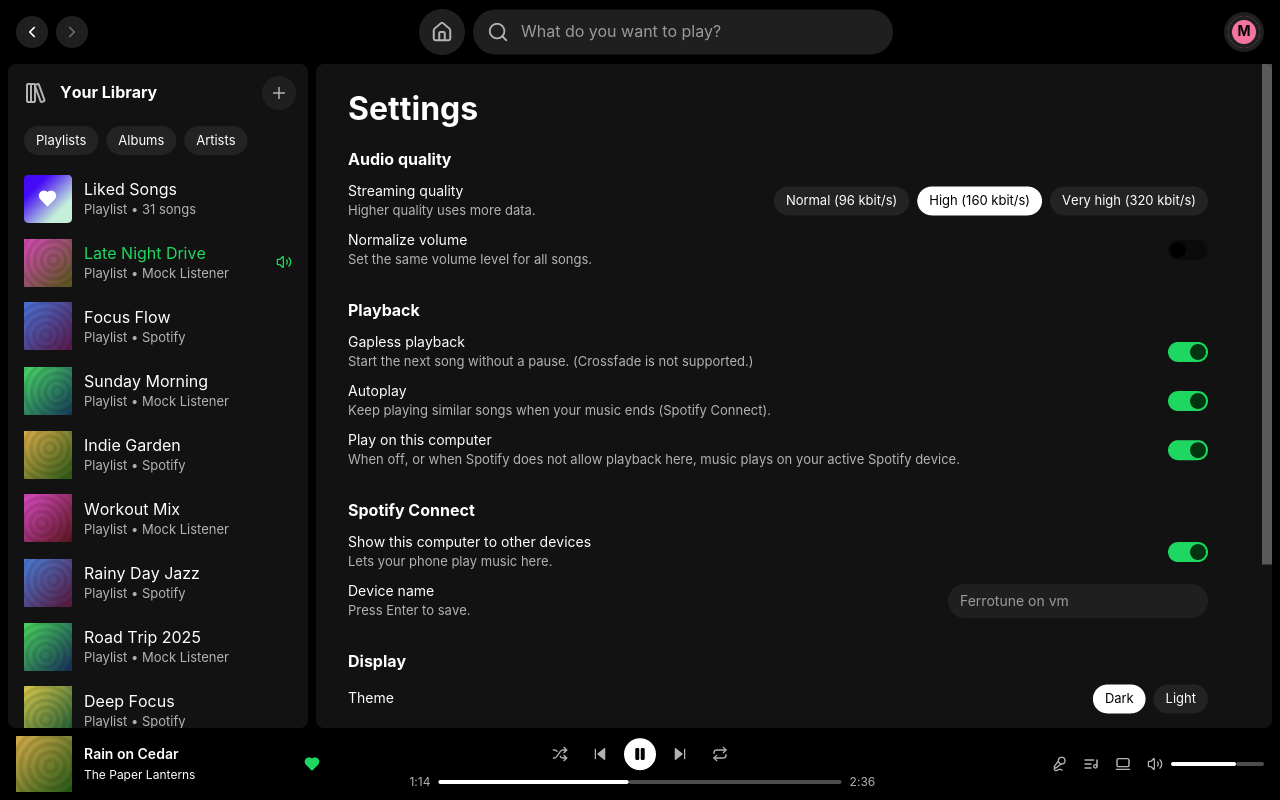 What do you want to play?
M
Your Library
Playlists
Albums
Artists
Liked Songs
Playlist • 31 songs
Late Night Drive
Playlist • Mock Listener
Focus Flow
Playlist • Spotify
Sunday Morning
Playlist • Mock Listener
Indie Garden
Playlist • Spotify
Workout Mix
Playlist • Mock Listener
Rainy Day Jazz
Playlist • Spotify
Road Trip 2025
Playlist • Mock Listener
Deep Focus
Playlist • Spotify
Settings
Audio quality
Streaming quality
Higher quality uses more data.
Normal (96 kbit/s)
High (160 kbit/s)
Very high (320 kbit/s)
Normalize volume
Set the same volume level for all songs.
Playback
Gapless playback
Start the next song without a pause. (Crossfade is not supported.)
Autoplay
Keep playing similar songs when your music ends (Spotify Connect).
Play on this computer
When off, or when Spotify does not allow playback here, music plays on your active Spotify device.
Spotify Connect
Show this computer to other devices
Lets your phone play music here.
Device name
Press Enter to save.
Ferrotune on vm
Display
Theme
Dark
Light
Rain on Cedar
The Paper Lanterns
1:14
2:36